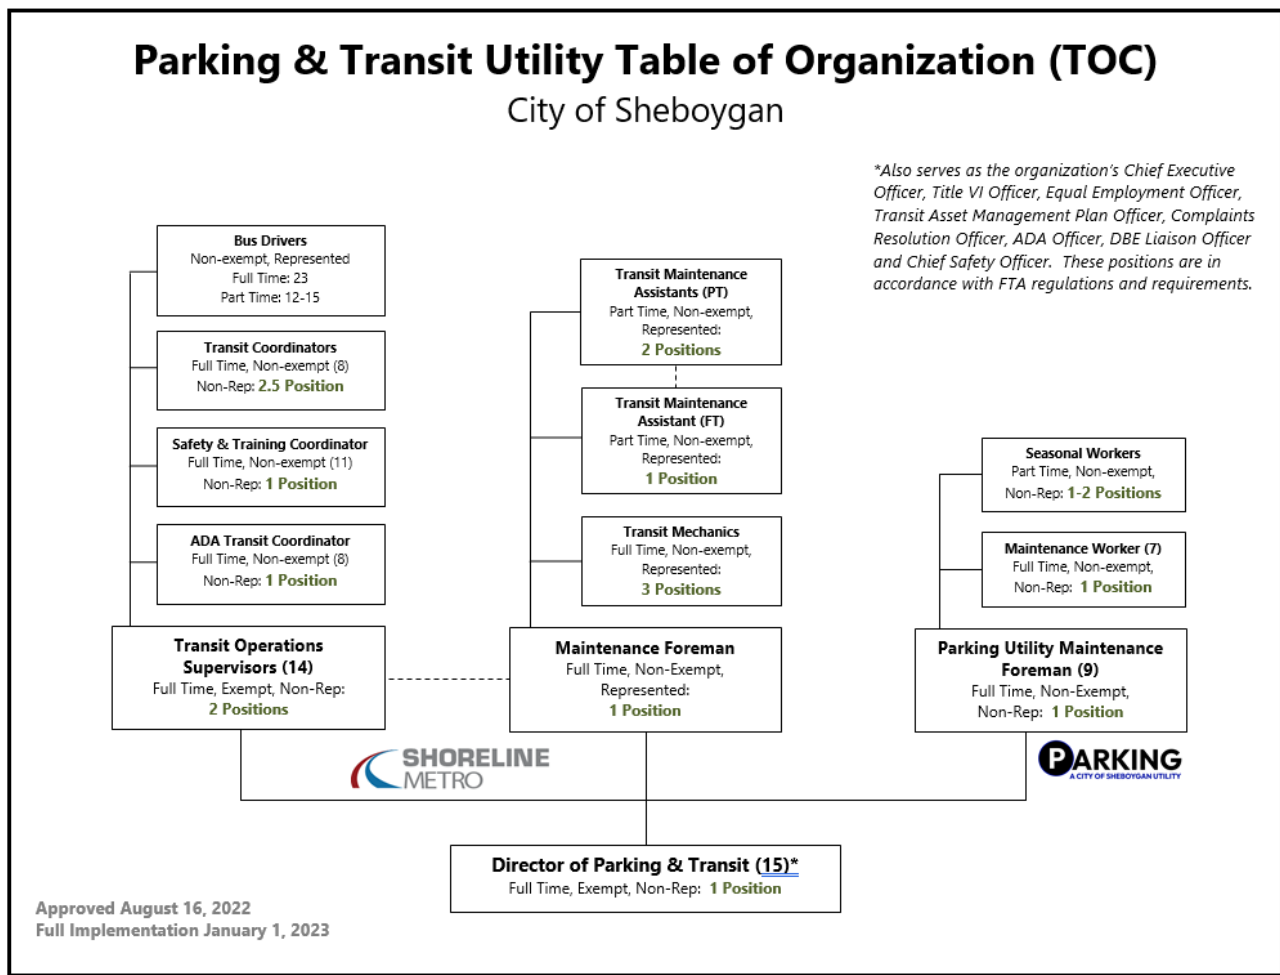 Parking & Transit Utility Table of Organization (TOC)
City of Sheboygan
*Also serves as the organization's Chief Executive
Officer, Title VI Officer, Equal Employment Officer,
Transit Asset Management Plan Officer, Complaints
Resolution Officer, ADA Officer, DBE Liaison Officer
and Chief Safety Officer.  These positions are in
accordance with FTA regulations and requirements.
Bus Drivers
Non-exempt, Represented
Full Time: 23
Part Time: 12-15
Transit Coordinators
Full Time, Non-exempt (8)
Non-Rep: 2.5 Position
Safety & Training Coordinator
Full Time, Non-exempt (11)
Non-Rep: 1 Position
ADA Transit Coordinator
Full Time, Non-exempt (8)
Non-Rep: 1 Position
Transit Operations
Supervisors (14)
Full Time, Exempt, Non-Rep:
2 Positions
Transit Maintenance
Assistants (PT)
Part Time, Non-exempt,
Represented:
2 Positions
Transit Maintenance
Assistant (FT)
Part Time, Non-exempt,
Represented:
1 Position
Transit Mechanics
Full Time, Non-exempt,
Represented:
3 Positions
Maintenance Foreman
Full Time, Non-Exempt,
Represented:
1 Position
Seasonal Workers
Part Time, Non-exempt,
Non-Rep: 1-2 Positions
Maintenance Worker (7)
Full Time, Non-exempt,
Non-Rep:  1 Position
Parking Utility Maintenance
Foreman (9)
Full Time, Non-Exempt,
Non-Rep:  1 Position
SHORELINE
METRO
PARKING
A CITY OF SHEBOYGAN UTILITY
Director of Parking & Transit (15)*
Full Time, Exempt, Non-Rep:  1 Position
Approved August 16, 2022
Full Implementation January 1, 2023